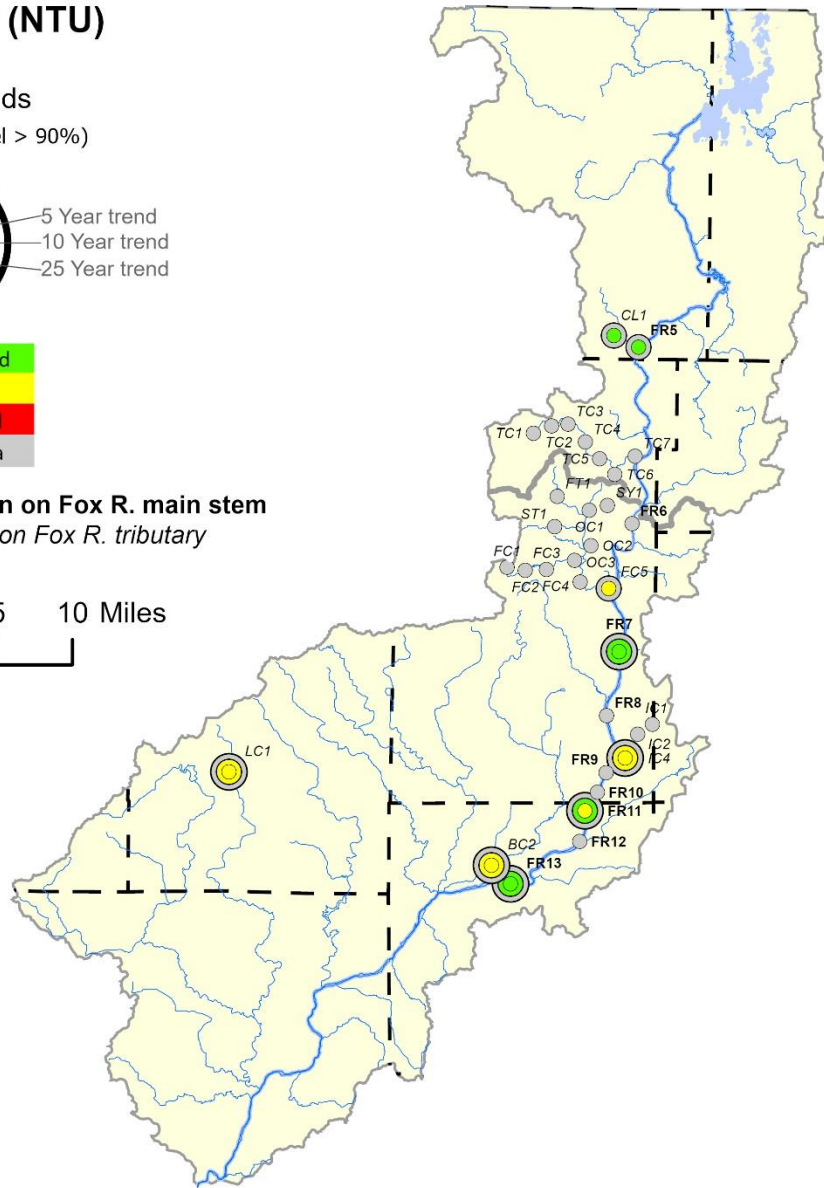 (NTU)
ds
el > 90%)
5 Year trend
10 Year trend
25 Year trend
d
a
n on Fox R. main stem
on Fox R. tributary
5 10 Miles
CL1
FR5
TC3
TC1
TC4
TC2
TC7
TC5
TC6
FT1
SY1
ST1
FR6
OC1
OC2
FC1
FC3
OC3
FC5
FC2
FC4
FR7
FR8
IC1
IC2
LC1
FR9
IC4
FR10
FR11
FR12
BC2
FR13